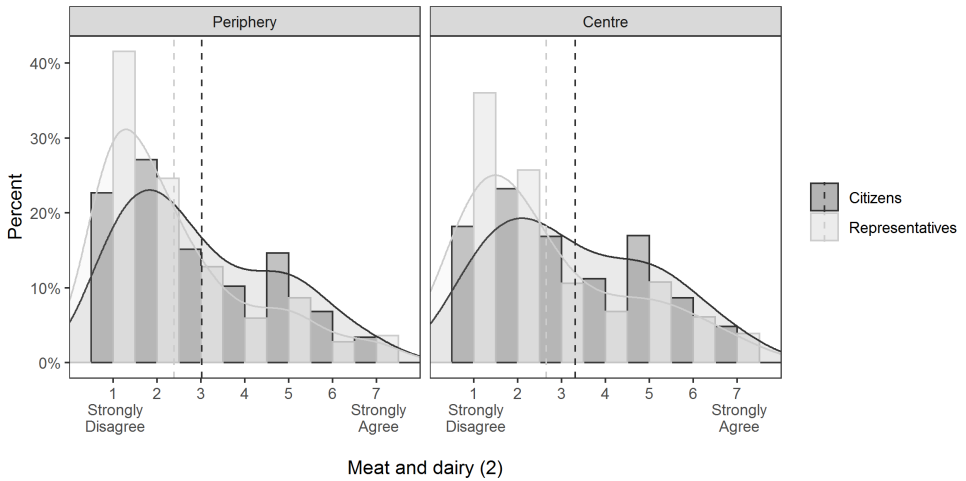 Periphery
Centre
Percent
40%
30%
20%
10%
0%
1 2 3 4 5 6 7
Strongly Disagree
Strongly Agree
1 2 3 4 5 6 7
Strongly Disagree
Strongly Agree
Meat and dairy (2)
Citizens
Representatives